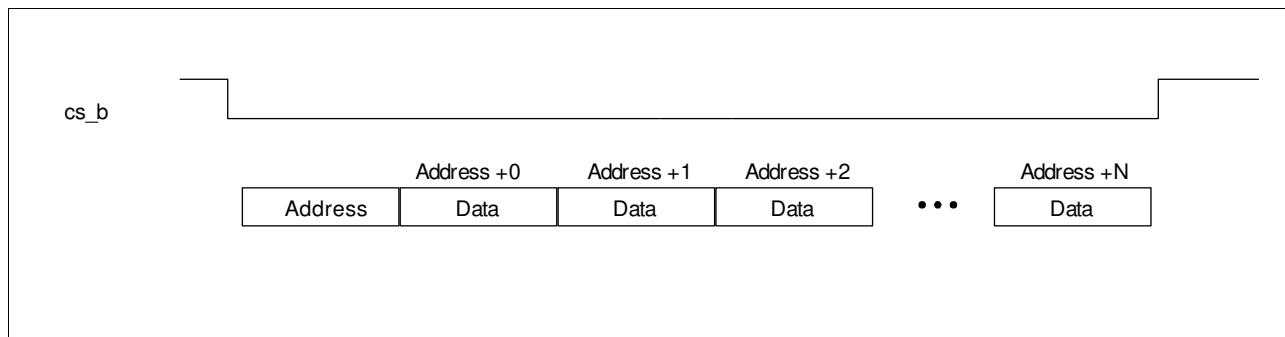 cs_b
Address +0 Address +1 Address +2 Address +N
Address Data Data Data ••• Data